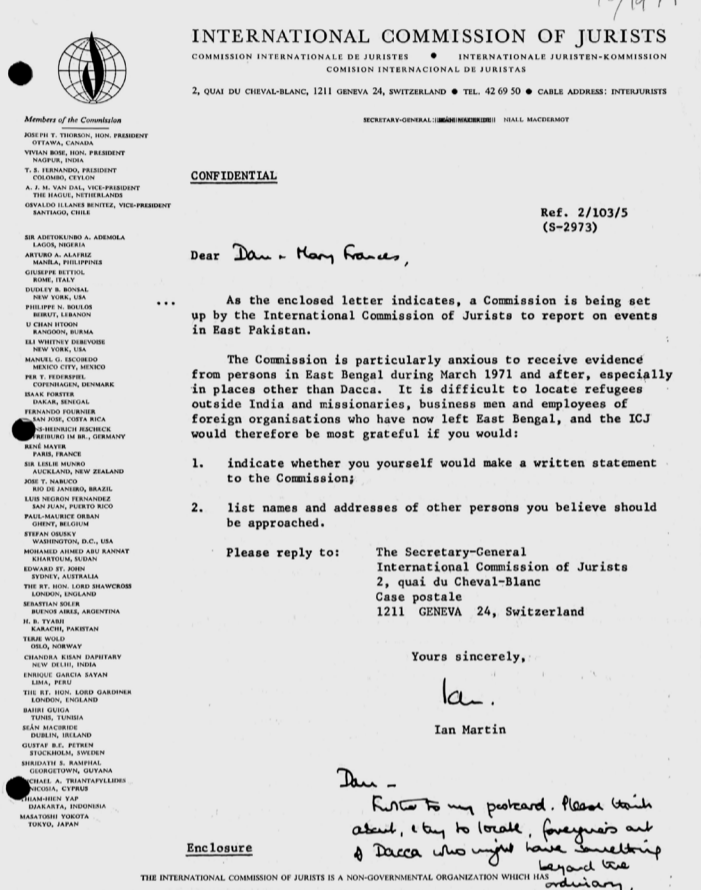 INTERNATIONAL COMMISSION OF JURISTS
COMMISSION INTERNATIONALE DE JURISTES ● INTERNATIONALE JURISTEN-KOMMISSION
COMISION INTERNACIONAL DE JURISTAS
2, QUAI DU CHEVAL-BLANC, 1211 GENEVA 24, SWITZERLAND ● TEL. 42 69 50 ● CABLE ADDRESS: INTERJURISTS
SECRETARY-GENERAL: NIALL MACDERMOT
Members of the Commission
JOSEPH T. THORSON, HON. PRESIDENT
OTTAWA, CANADA
VIVIAN BOSE, HON. PRESIDENT
NAGPUR, INDIA
T. S. FERNANDO, PRESIDENT
COLOMBO, CEYLON
A. J. M. VAN DAL, VICE-PRESIDENT
THE HAGUE, NETHERLANDS
OSVALDO ILLANES BENITEZ, VICE-PRESIDENT
SANTIAGO, CHILE
SIR ADETOKUNBO A. ADEMOLA
LAGOS, NIGERIA
ARTURO A. ALAFRIZ
MANILA, PHILIPPINES
GIUSEPPE BETTIOL
ROME, ITALY
DUDLEY B. BONSAL
NEW YORK, USA
PHILIPPE N. BOULOS
BEIRUT, LEBANON
U CHAN HTOON
RANGOON, BURMA
ELI WHITNEY DEBEVOISE
NEW YORK, USA
MANUEL G. ESCOBEDO
MEXICO CITY, MEXICO
PER T. FEDERSPIEL
COPENHAGEN, DENMARK
ISAAK FORSTER
DAKAR, SENEGAL
FERNANDO FOURNIER
SAN JOSE, COSTA RICA
NS-HEINRICH JESCHECK
FREIBURG IM BR., GERMANY
RENÉ MAYER
PARIS, FRANCE
SIR LESLIE MUNRO
AUCKLAND, NEW ZEALAND
JOSE T. NABUCO
RIO DE JANEIRO, BRAZIL
LUIS NEGRON FERNANDEZ
SAN JUAN, PUERTO RICO
PAUL-MAURICE ORBAN
GHENT, BELGIUM
STEFAN OSUSKY
WASHINGTON, D.C., USA
MOHAMED AHMED ABU RANNAT
KHARTOUM, SUDAN
EDWARD ST. JOHN
SYDNEY, AUSTRALIA
THE RT. HON. LORD SHAWCROSS
LONDON, ENGLAND
SEBASTIAN SOLER
BUENOS AIRES, ARGENTINA
H. B. TYABJI
KARACHI, PAKISTAN
TERJE WOLD
OSLO, NORWAY
CHANDRA KISAN DAPHTARY
NEW DELHI, INDIA
ENRIQUE GARCIA SAYAN
LIMA, PERU
THE RT. HON. LORD GARDINER
LONDON, ENGLAND
BAHRI GUIGA
TUNIS, TUNISIA
SEÁN MACBRIDE
DUBLIN, IRELAND
GUSTAF B.E. PETREN
STOCKHOLM, SWEDEN
SHRIDATH S. RAMPHAL
GEORGETOWN, GUYANA
CHAEL A. TRIANTAFYLLIDES
NICOSIA, CYPRUS
THIAM-HIEN YAP
DJAKARTA, INDONESIA
MASATOSHI YOKOTA
TOKYO, JAPAN
CONFIDENTIAL
Ref. 2/103/5
(S-2973)
Dear Dan & Mary Frances,
... As the enclosed letter indicates, a Commission is being set
up by the International Commission of Jurists to report on events
in East Pakistan.
The Commission is particularly anxious to receive evidence
from persons in East Bengal during March 1971 and after, especially
in places other than Dacca. It is difficult to locate refugees
outside India and missionaries, business men and employees of
foreign organisations who have now left East Bengal, and the ICJ
would therefore be most grateful if you would:
1. indicate whether you yourself would make a written statement
to the Commission;
2. list names and addresses of other persons you believe should
be approached.
Please reply to: The Secretary-General
International Commission of Jurists
2, quai du Cheval-Blanc
Case postale
1211 GENEVA 24, Switzerland
Yours sincerely,
Ian.
Ian Martin
Dan -
Further to my postcard. Please think
about, & try to locate, foreigners out
of Dacca who might have something
beyond the
ordinary.
Enclosure
THE INTERNATIONAL COMMISSION OF JURISTS IS A NON-GOVERNMENTAL ORGANIZATION WHICH HAS